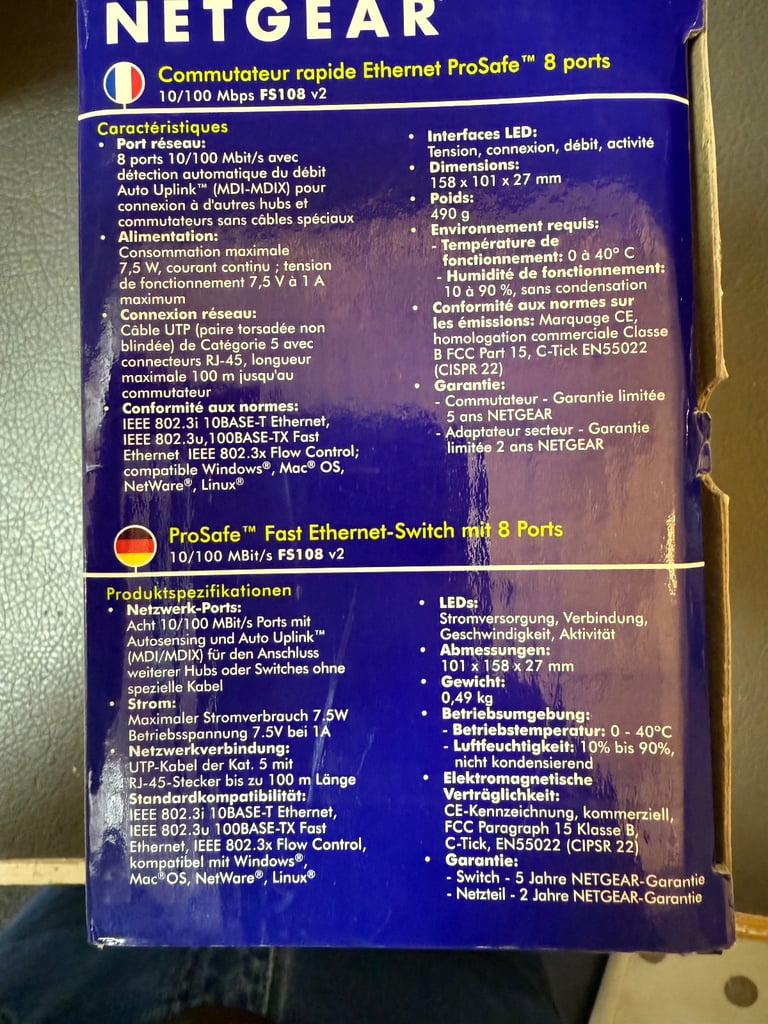 NETGEAR
Commutateur rapide Ethernet ProSafe™ 8 ports
10/100 Mbps FS108 v2
Caractéristiques
• Port réseau:
8 ports 10/100 Mbit/s avec
détection automatique du débit
Auto Uplink™ (MDI-MDIX) pour
connexion à d'autres hubs et
commutateurs sans câbles spéciaux
• Alimentation:
Consommation maximale
7,5 W, courant continu ; tension
de fonctionnement 7,5 V à 1 A
maximum
• Connexion réseau:
Câble UTP (paire torsadée non
blindée) de Catégorie 5 avec
connecteurs RJ-45, longueur
maximale 100 m jusqu'au
commutateur
• Conformité aux normes:
IEEE 802.3i 10BASE-T Ethernet,
IEEE 802.3u,100BASE-TX Fast
Ethernet IEEE 802.3x Flow Control;
compatible Windows®, Mac® OS,
NetWare®, Linux®
• Interfaces LED:
Tension, connexion, débit, activité
• Dimensions:
158 x 101 x 27 mm
• Poids:
490 g
• Environnement requis:
- Température de
fonctionnement: 0 à 40º C
- Humidité de fonctionnement:
10 à 90 %, sans condensation
• Conformité aux normes sur
les émissions: Marquage CE,
homologation commerciale Classe
B FCC Part 15, C-Tick EN55022
(CISPR 22)
• Garantie:
- Commutateur - Garantie limitée
5 ans NETGEAR
- Adaptateur secteur - Garantie
limitée 2 ans NETGEAR
ProSafe™ Fast Ethernet-Switch mit 8 Ports
10/100 MBit/s FS108 v2
Produktspezifikationen
• Netzwerk-Ports:
Acht 10/100 MBit/s Ports mit
Autosensing und Auto Uplink™
(MDI/MDIX) für den Anschluss
weiterer Hubs oder Switches ohne
spezielle Kabel
• Strom:
Maximaler Stromverbrauch 7.5W
Betriebsspannung 7.5V bei 1A
• Netzwerkverbindung:
UTP-Kabel der Kat. 5 mit
RJ-45-Stecker bis zu 100 m Länge
• Standardkompatibilität:
IEEE 802.3i 10BASE-T Ethernet,
IEEE 802.3u 100BASE-TX Fast
Ethernet, IEEE 802.3x Flow Control,
kompatibel mit Windows®,
Mac®OS, NetWare®, Linux®
• LEDs:
Stromversorgung, Verbindung,
Geschwindigkeit, Aktivität
• Abmessungen:
101 x 158 x 27 mm
• Gewicht:
0,49 kg
• Betriebsumgebung:
- Betriebstemperatur: 0 - 40ºC
- Luftfeuchtigkeit: 10% bis 90%,
nicht kondensierend
• Elektromagnetische
Verträglichkeit:
CE-Kennzeichnung, kommerziell,
FCC Paragraph 15 Klasse B,
C-Tick, EN55022 (CIPSR 22)
• Garantie:
- Switch - 5 Jahre NETGEAR-Garantie
- Netzteil - 2 Jahre NETGEAR-Garantie